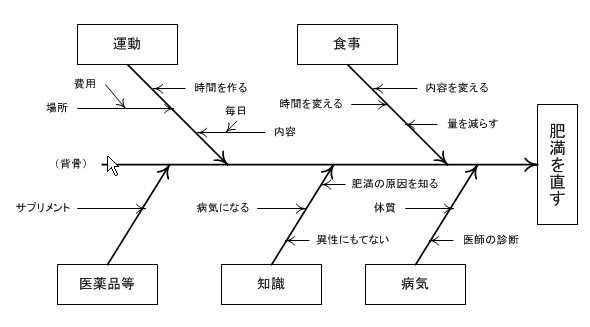 運動
食事
費用
時間を作る
内容を変える
場所
毎日
時間を変える
内容
量を減らす
（背骨）
肥満を直す
肥満の原因を知る
サプリメント
病気になる
体質
異性にもてない
医師の診断
医薬品等
知識
病気